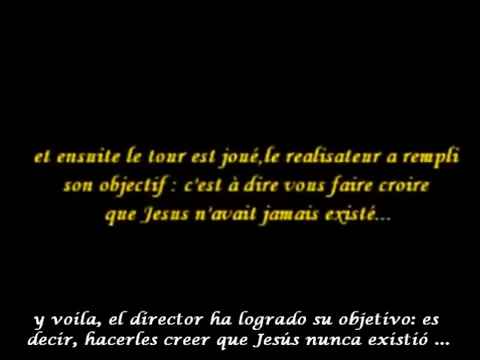 et ensuite le tour est joué,le realisateur a rempli
son objectif : c'est à dire vous faire croire
que Jesus n'avait jamais existé...
y voila, el director ha logrado su objetivo: es
decir, hacerles creer que Jesús nunca existió ...